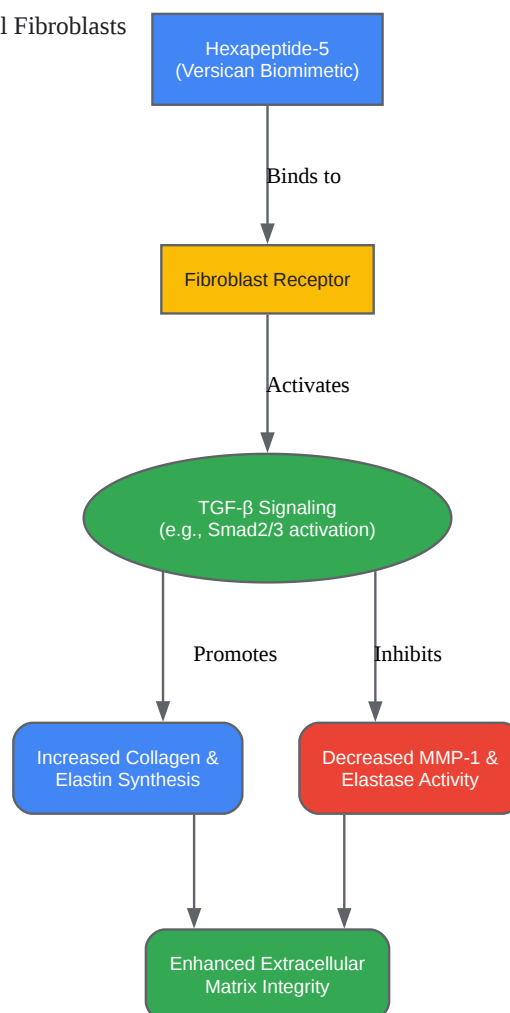 l Fibroblasts
Hexapeptide-5
(Versican Biomimetic)
Binds to
Fibroblast Receptor
Activates
TGF-β Signaling
(e.g., Smad2/3 activation)
Promotes
Inhibits
Increased Collagen &
Elastin Synthesis
Decreased MMP-1 &
Elastase Activity
Enhanced Extracellular
Matrix Integrity